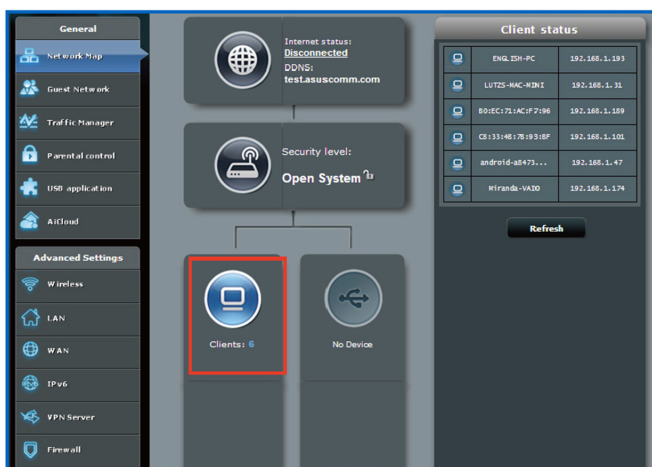 General
Network Map
Guest Network
Traffic Manager
Parental control
USB application
AiCloud
Advanced Settings
Wireless
LAN
WAN
IPv6
VPN Server
Firewall
Internet status:
Disconnected
DDNS:
test.asuscomm.com
Security level:
Open System
Clients: 6
No Device
Client status
ENGLISH-PC 192.168.1.193
LUTZS-MAC-MINI 192.168.1.31
B0:EC:71:AC:F7:96 192.168.1.189
C8:33:48:78:93:8F 192.168.1.101
android-a8473... 192.168.1.47
Miranda-VAIO 192.168.1.174
Refresh